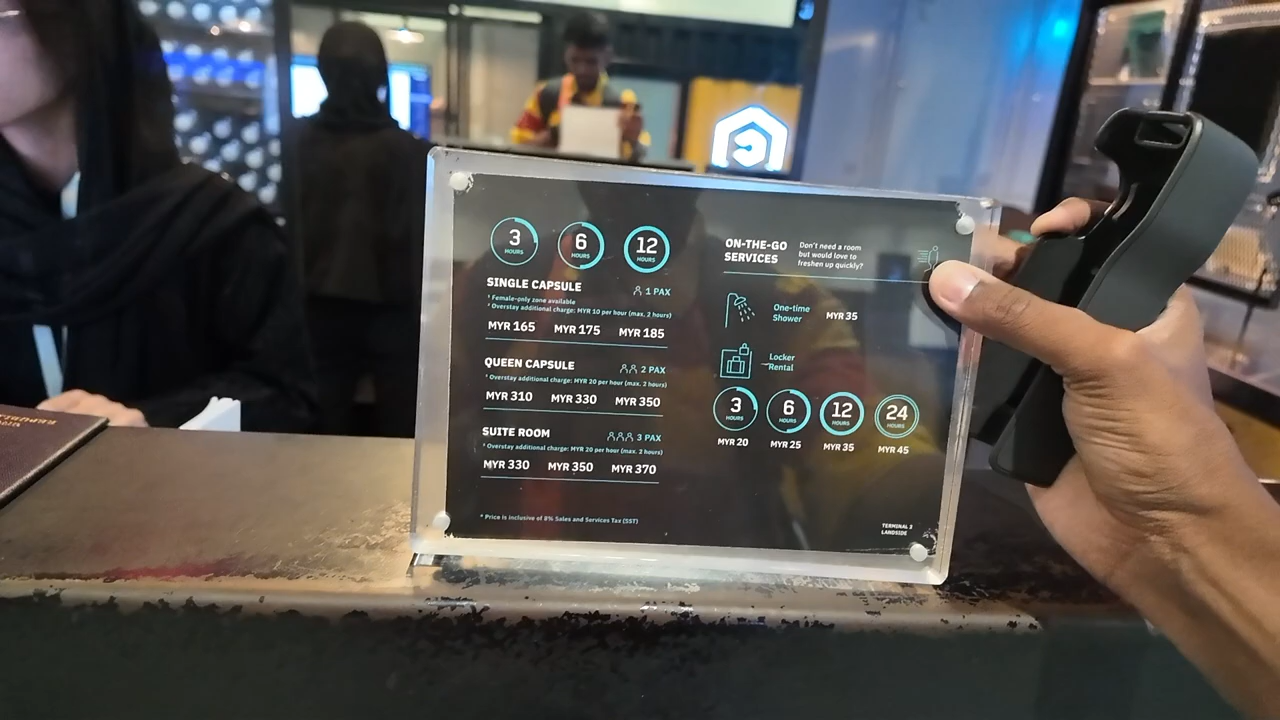 3
HOURS
6
HOURS
12
HOURS
SINGLE CAPSULE
1 PAX
¹ Female-only zone available
² Overstay additional charge: MYR 10 per hour (max. 2 hours)
MYR 165 MYR 175 MYR 185
QUEEN CAPSULE
2 PAX
¹ Overstay additional charge: MYR 20 per hour (max. 2 hours)
MYR 310 MYR 330 MYR 350
SUITE ROOM
3 PAX
¹ Overstay additional charge: MYR 20 per hour (max. 2 hours)
MYR 330 MYR 350 MYR 370
* Price is inclusive of 8% Sales and Services Tax (SST)
ON-THE-GO
SERVICES
Don't need a room
but would love to
freshen up quickly?
One-time
Shower
MYR 35
Locker
Rental
3
HOURS
6
HOURS
12
HOURS
24
HOURS
MYR 20 MYR 25 MYR 35 MYR 45
TERMINAL 2
LANDSIDE